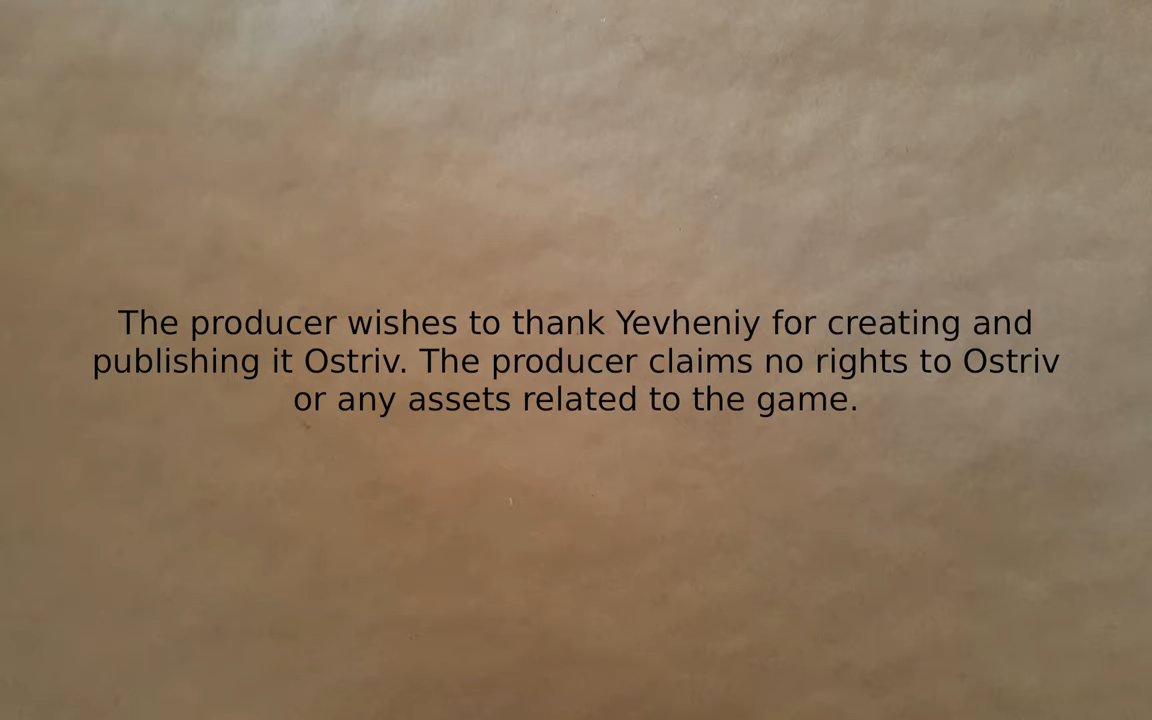 The producer wishes to thank Yevheniy for creating and
publishing it Ostriv. The producer claims no rights to Ostriv
or any assets related to the game.